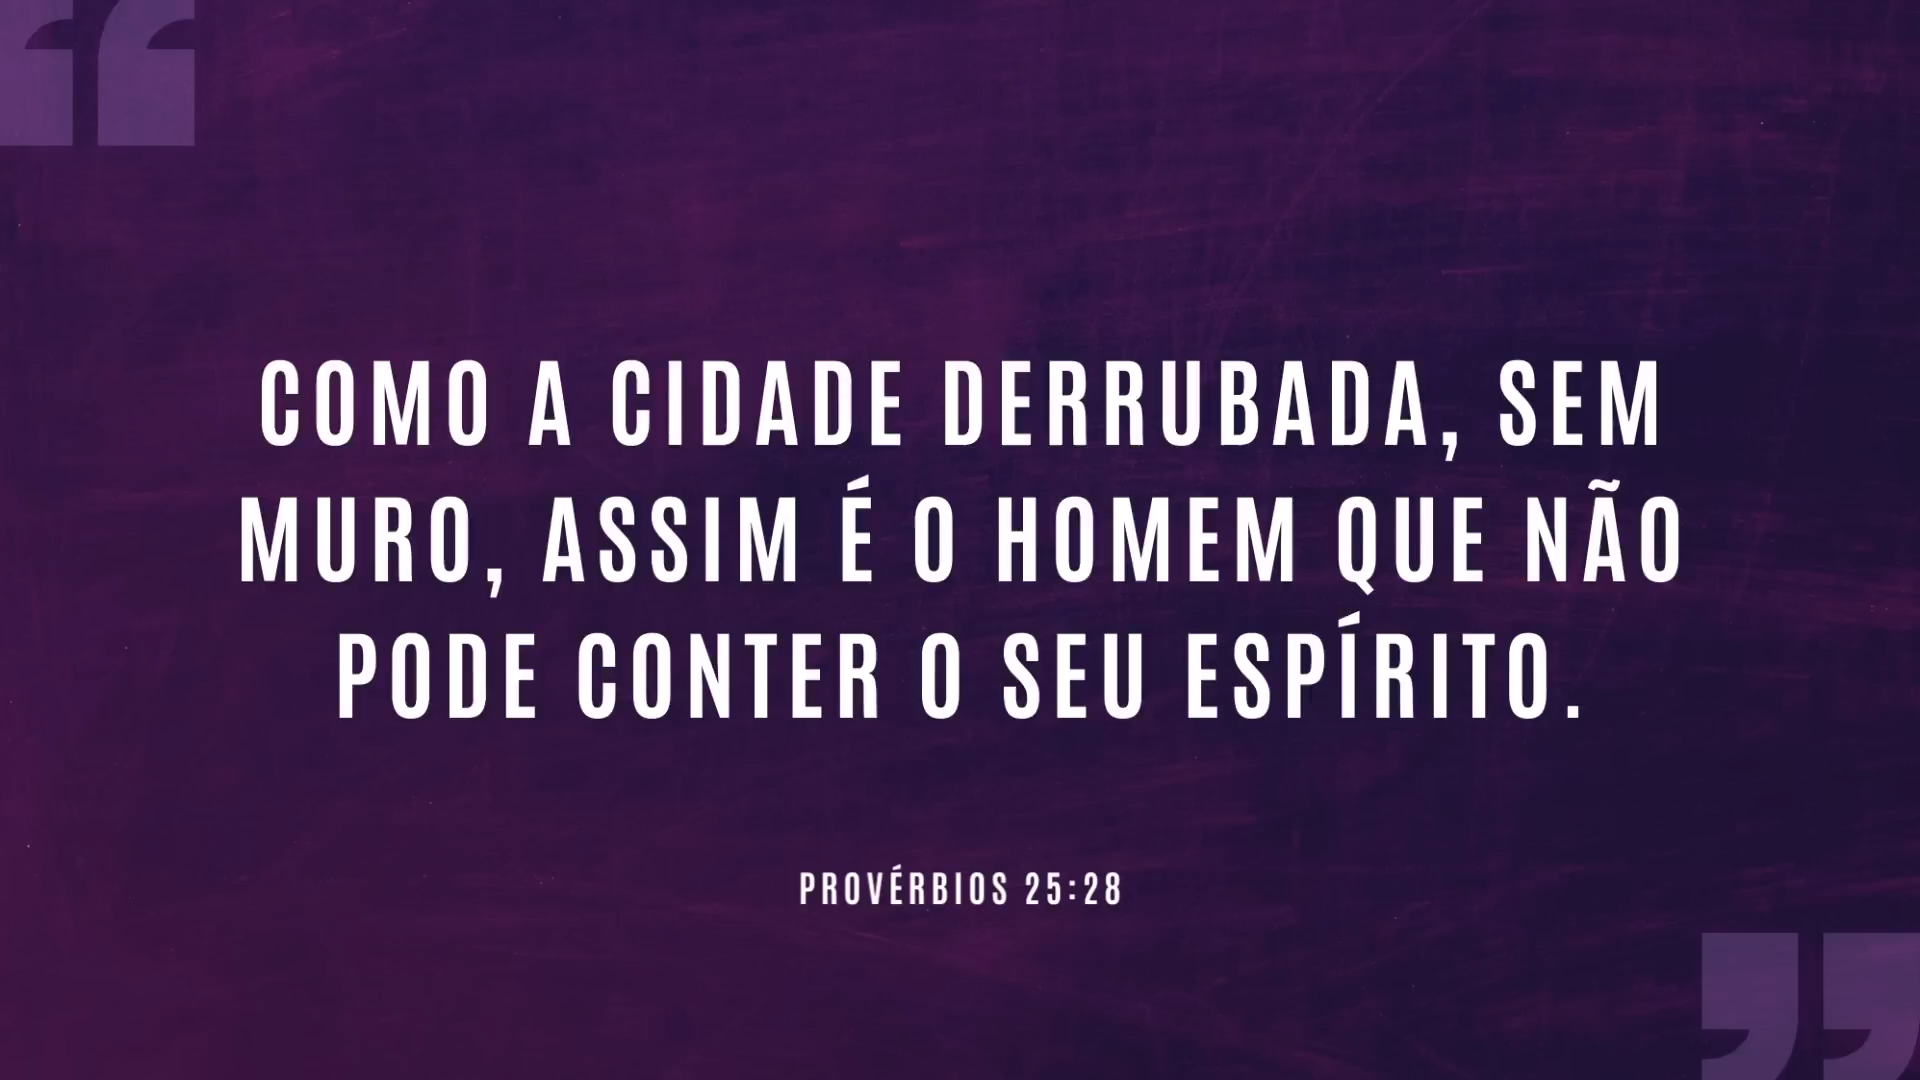 COMO A CIDADE DERRUBADA, SEM
MURO, ASSIM É O HOMEM QUE NÃO
PODE CONTER O SEU ESPÍRITO.
PROVÉRBIOS 25:28